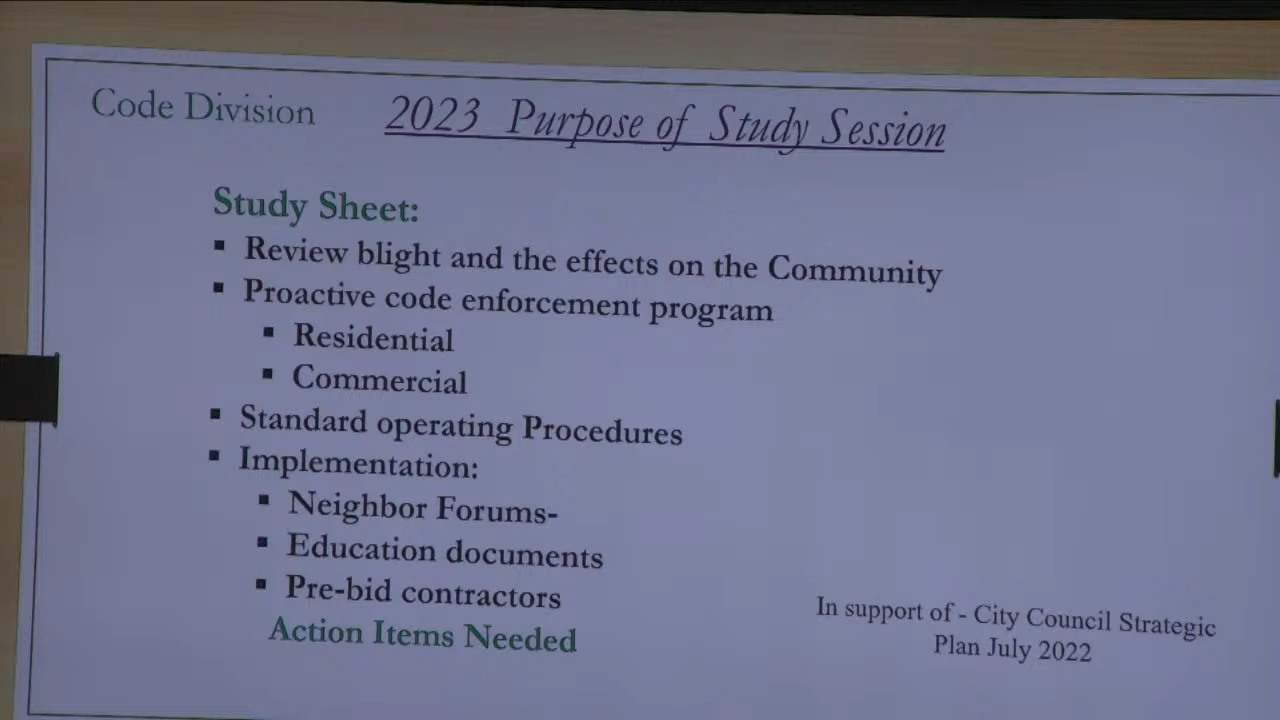 Code Division
2023 Purpose of Study Session
Study Sheet:
▪ Review blight and the effects on the Community
▪ Proactive code enforcement program
▪ Residential
▪ Commercial
▪ Standard operating Procedures
▪ Implementation:
▪ Neighbor Forums-
▪ Education documents
▪ Pre-bid contractors
Action Items Needed
In support of - City Council Strategic
Plan July 2022